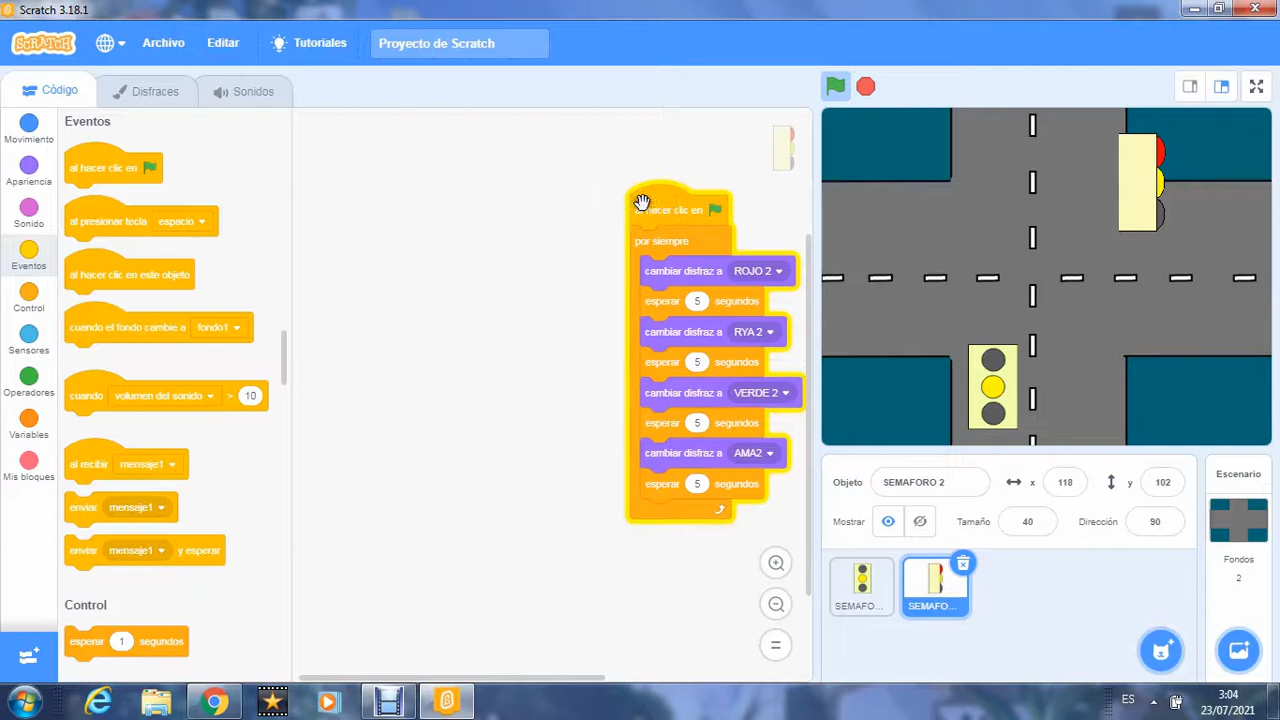 Scratch 3.18.1
SCRATCH
Archivo
Editar
Tutoriales
Proyecto de Scratch
Código
Disfraces
Sonidos
Movimiento
Apariencia
Sonido
Eventos
Control
Sensores
Operadores
Variables
Mis bloques
Eventos
al hacer clic en
al presionar tecla espacio
al hacer clic en este objeto
cuando el fondo cambie a fondo1
cuando volumen del sonido > 10
al recibir mensaje1
enviar mensaje1
enviar mensaje1 y esperar
Control
esperar 1 segundos
hacer clic en
por siempre
cambiar disfraz a ROJO 2
esperar 5 segundos
cambiar disfraz a RYA 2
esperar 5 segundos
cambiar disfraz a VERDE 2
esperar 5 segundos
cambiar disfraz a AMA2
esperar 5 segundos
Objeto SEMAFORO 2 x 118 y 102
Mostrar Tamaño 40 Dirección 90
SEMAFO...
SEMAFO...
Escenario
Fondos
2
ES
3:04
23/07/2021